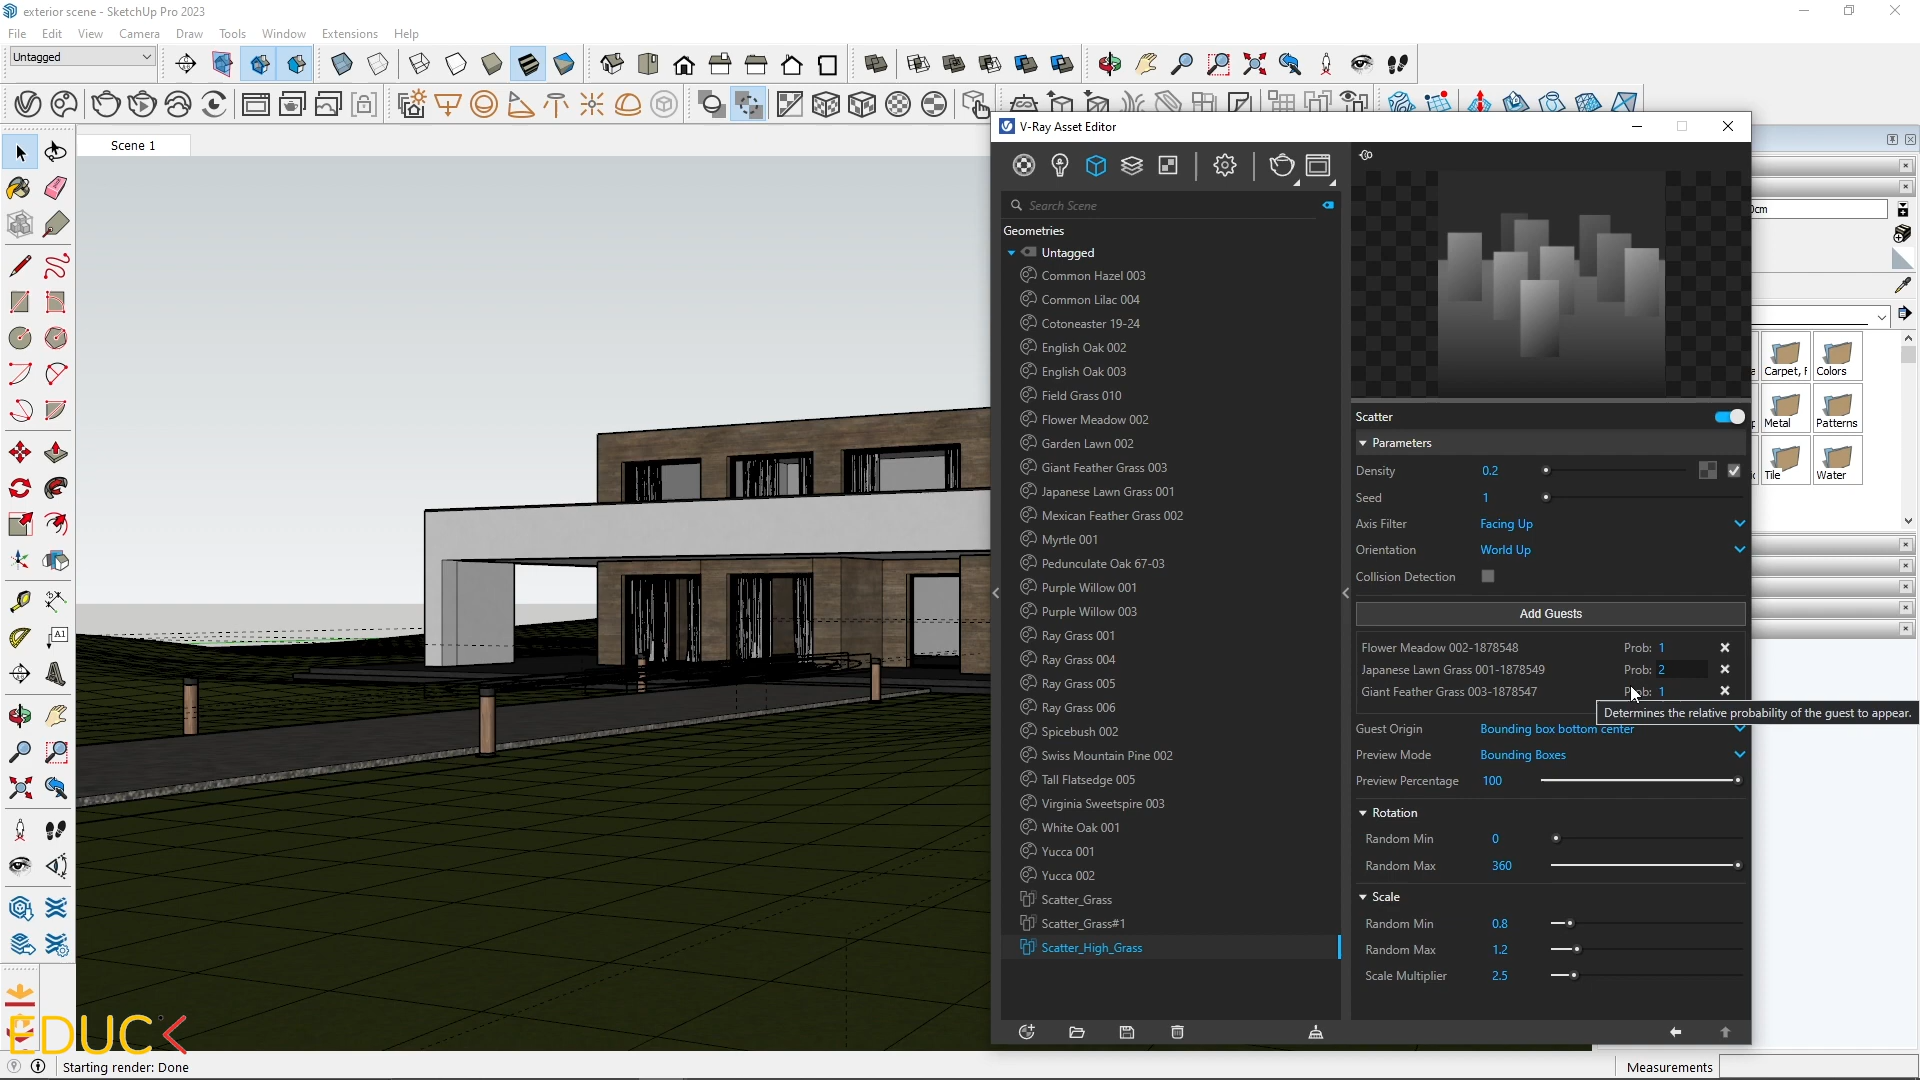 exterior scene - SketchUp Pro 2023
File Edit View Camera Draw Tools Window Extensions Help
Untagged
Scene 1
V-Ray Asset Editor
Search Scene
Geometries
Untagged
Common Hazel 003
Common Lilac 004
Cotoneaster 19-24
English Oak 002
English Oak 003
Field Grass 010
Flower Meadow 002
Garden Lawn 002
Giant Feather Grass 003
Japanese Lawn Grass 001
Mexican Feather Grass 002
Myrtle 001
Pedunculate Oak 67-03
Purple Willow 001
Purple Willow 003
Ray Grass 001
Ray Grass 004
Ray Grass 005
Ray Grass 006
Spicebush 002
Swiss Mountain Pine 002
Tall Flatsedge 005
Virginia Sweetspire 003
White Oak 001
Yucca 001
Yucca 002
Scatter_Grass
Scatter_Grass#1
Scatter_High_Grass
Scatter
Parameters
Density 0.2
Seed 1
Axis Filter Facing Up
Orientation World Up
Collision Detection
Add Guests
Flower Meadow 002-1878548 Prob: 1
Japanese Lawn Grass 001-1878549 Prob: 2
Giant Feather Grass 003-1878547 Prob: 1
Determines the relative probability of the guest to appear.
Guest Origin Bounding box bottom center
Preview Mode Bounding Boxes
Preview Percentage 100
Rotation
Random Min 0
Random Max 360
Scale
Random Min 0.8
Random Max 1.2
Scale Multiplier 2.5
Carpet, F Colors
Metal Patterns
Tile Water
A1
EDUC
Starting render: Done
Measurements